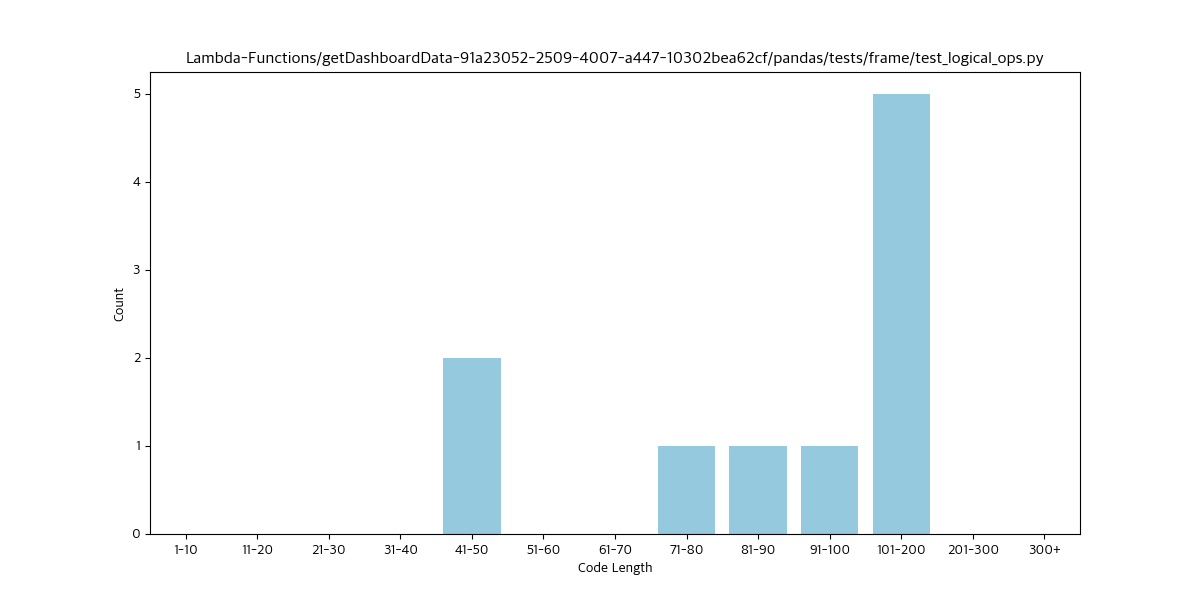 Lambda-Functions/getDashboardData-91a23052-2509-4007-a447-10302bea62cf/pandas/tests/frame/test_logical_ops.py
5
4
3
2
1
0
Count
1-10 11-20 21-30 31-40 41-50 51-60 61-70 71-80 81-90 91-100 101-200 201-300 300+
Code Length